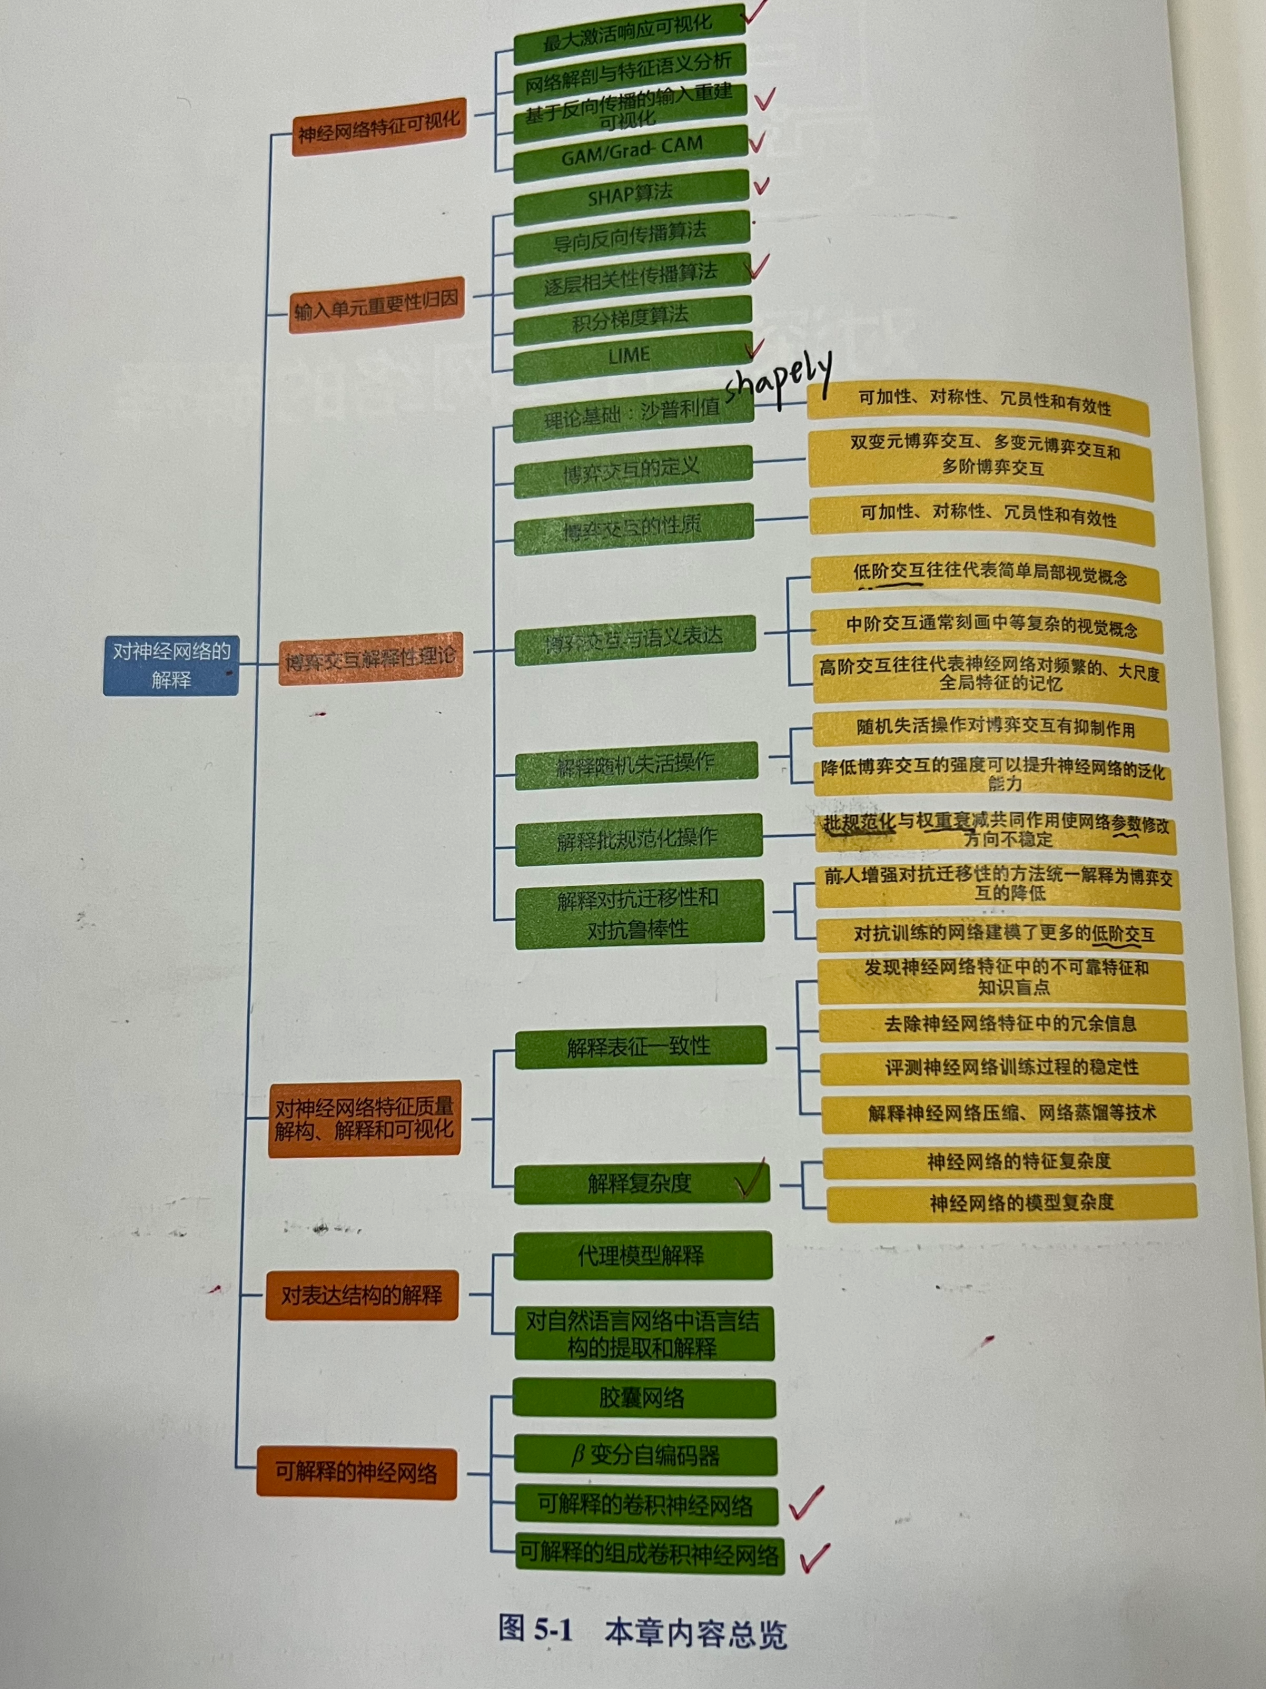 最大激活响应可视化
网络解剖与特征语义分析
基于反向传播的输入重建
可视化
GAM/Grad- CAM
神经网络特征可视化
SHAP算法
导向反向传播算法
逐层相关性传播算法
积分梯度算法
LIME
输入单元重要性归因
shapely
理论基础：沙普利值
可加性、对称性、冗员性和有效性
博弈交互的定义
双变元博弈交互、多变元博弈交互和
多阶博弈交互
博弈交互的性质
可加性、对称性、冗员性和有效性
博弈交互与语义表达
低阶交互往往代表简单局部视觉概念
中阶交互通常刻画中等复杂的视觉概念
高阶交互往往代表神经网络对频繁的、大尺度
全局特征的记忆
对神经网络的
解释
博弈交互解释性理论
解释随机失活操作
随机失活操作对博弈交互有抑制作用
降低博弈交互的强度可以提升神经网络的泛化
能力
解释批规范化操作
批规范化与权重衰减共同作用使网络参数修改
方向不稳定
解释对抗迁移性和
对抗鲁棒性
前人增强对抗迁移性的方法统一解释为博弈交
互的降低
对抗训练的网络建模了更多的低阶交互
对神经网络特征质量
解构、解释和可视化
解释表征一致性
发现神经网络特征中的不可靠特征和
知识盲点
去除神经网络特征中的冗余信息
评测神经网络训练过程的稳定性
解释神经网络压缩、网络蒸馏等技术
解释复杂度
神经网络的特征复杂度
神经网络的模型复杂度
对表达结构的解释
代理模型解释
对自然语言网络中语言结
构的提取和解释
可解释的神经网络
胶囊网络
β 变分自编码器
可解释的卷积神经网络
可解释的组成卷积神经网络
图 5-1 本章内容总览